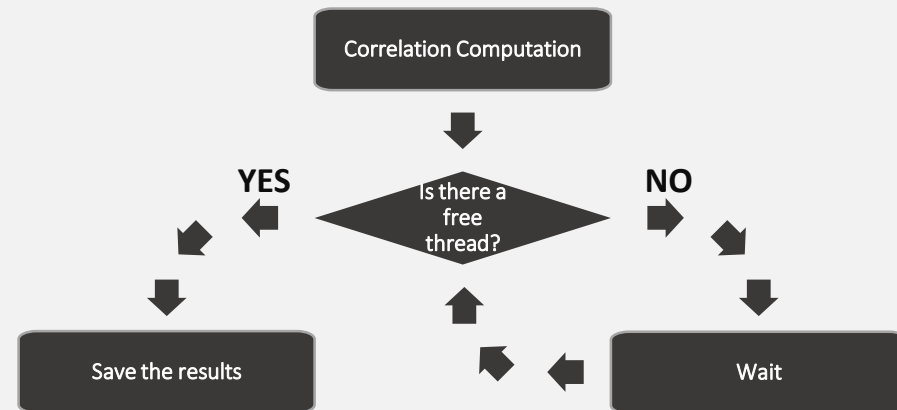 Correlation Computation
YES
NO
Is there a
free
thread?
Save the results
Wait